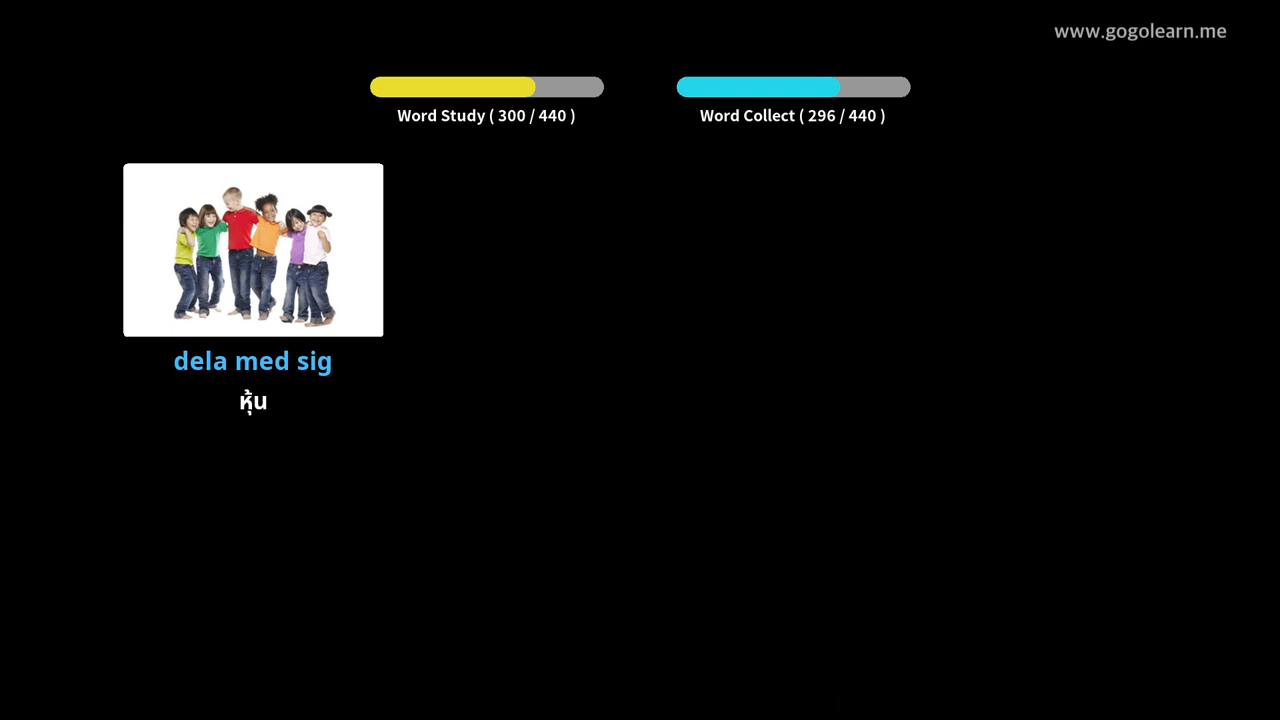 www.gogolearn.me
Word Study ( 300 / 440 )
Word Collect ( 296 / 440 )
dela med sig
หุ้น